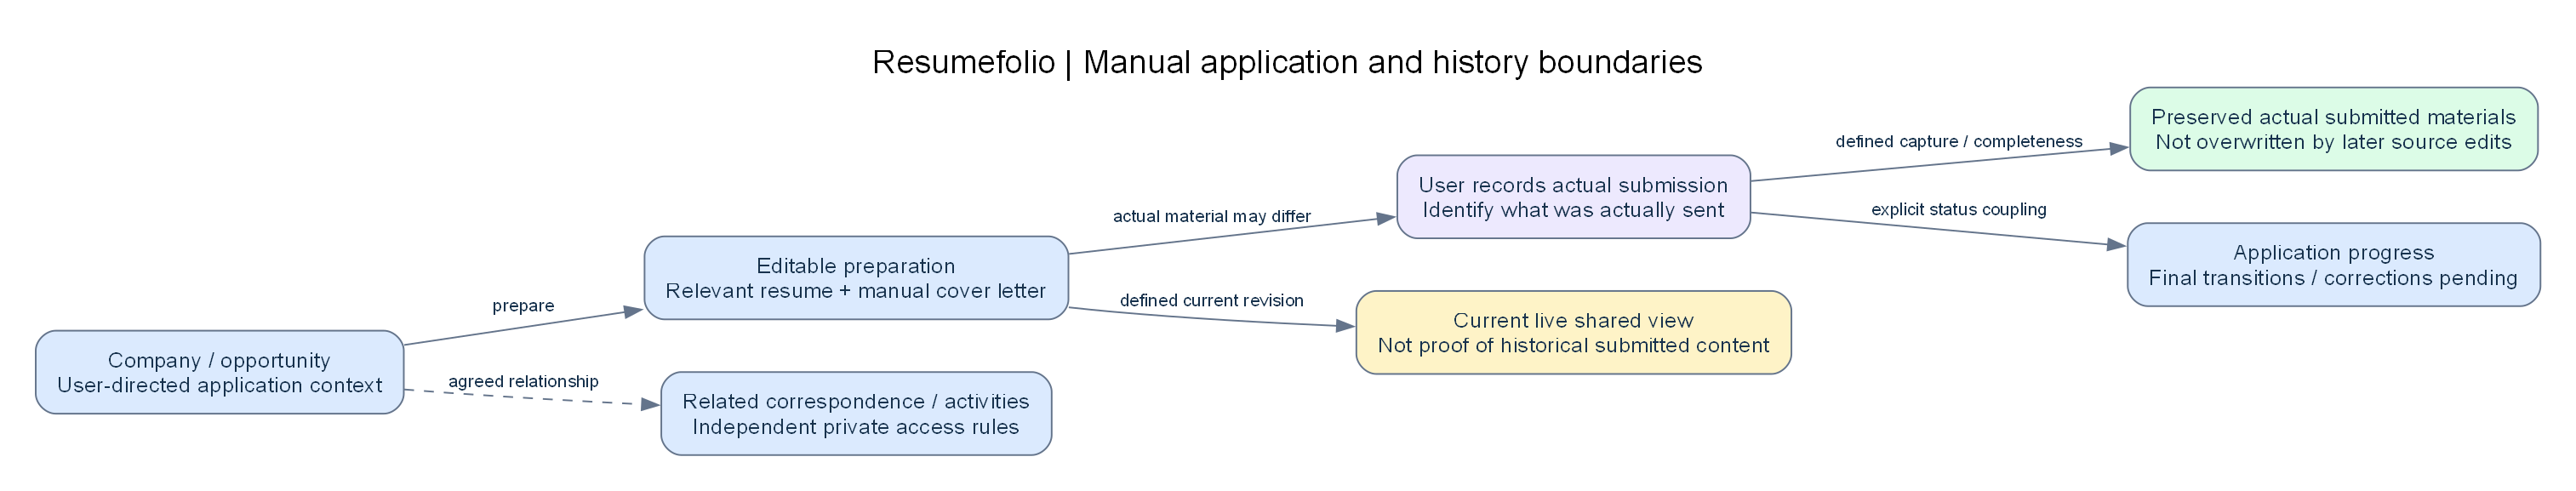 Resumefolio | Manual application and history boundaries
Company / opportunity
User-directed application context
prepare
agreed relationship
Editable preparation
Relevant resume + manual cover letter
Related correspondence / activities
Independent private access rules
actual material may differ
defined current revision
User records actual submission
Identify what was actually sent
Current live shared view
Not proof of historical submitted content
defined capture / completeness
explicit status coupling
Preserved actual submitted materials
Not overwritten by later source edits
Application progress
Final transitions / corrections pending